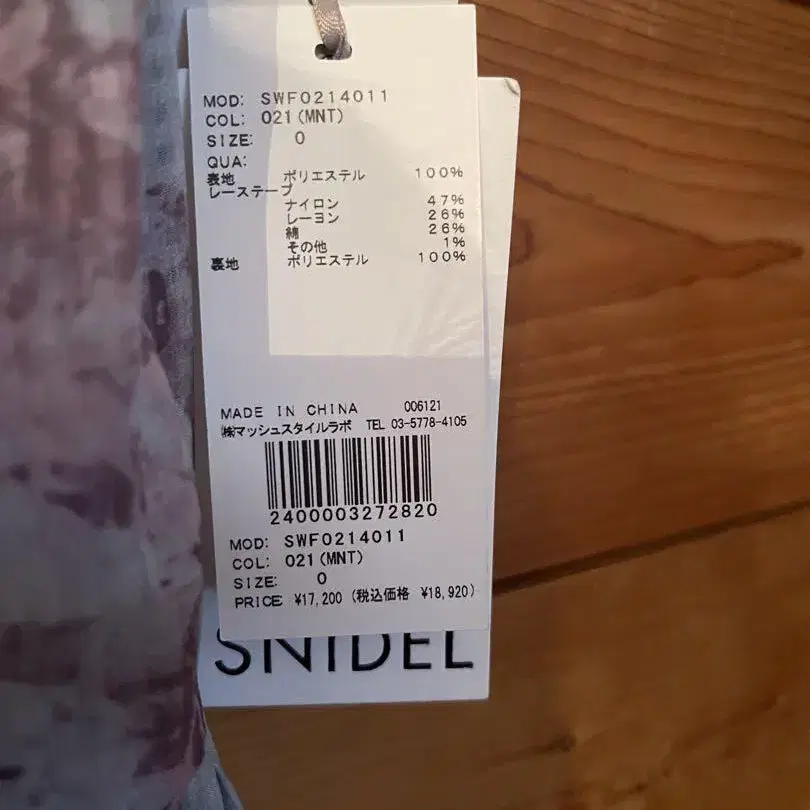 MOD: SWF0214011
COL: 021(MNT)
SIZE: 0
QUA:
表地 ポリエステル 100%
レーステープ
ナイロン 47%
レーヨン 26%
綿 26%
その他 1%
裏地 ポリエステル 100%
MADE IN CHINA 006121
㈱マッシュスタイルラボ TEL 03-5778-4105
2400003272820
MOD: SWF0214011
COL: 021(MNT)
SIZE: 0
PRICE ¥17,200 (税込価格 ¥18,920)
SNIDEL